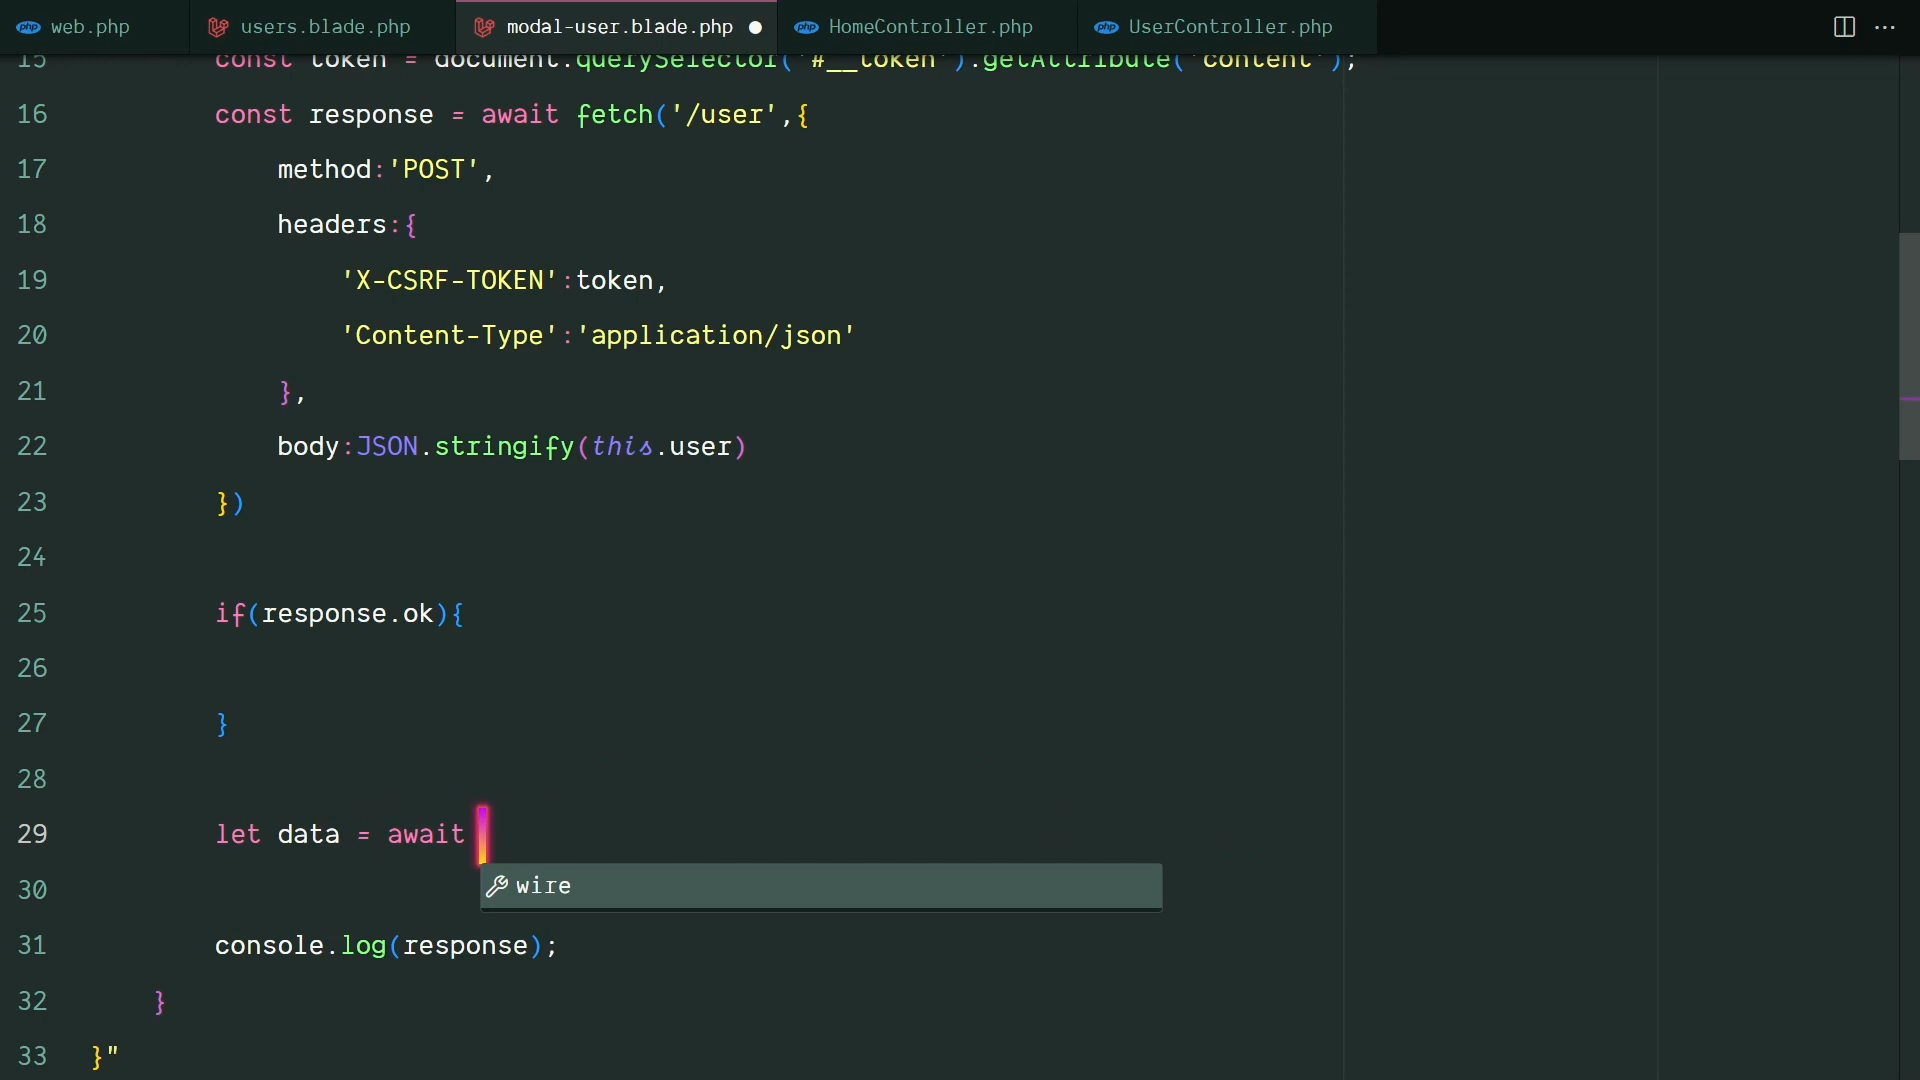 web.php users.blade.php modal-user.blade.php HomeController.php UserController.php
15 const token = document.querySelector('#__token').getAttribute('content');
16 const response = await fetch('/user',{
17 method:'POST',
18 headers:{
19 'X-CSRF-TOKEN':token,
20 'Content-Type':'application/json'
21 },
22 body:JSON.stringify(this.user)
23 })
24
25 if(response.ok){
26
27 }
28
29 let data = await
wire
30
31 console.log(response);
32 }
33 }"